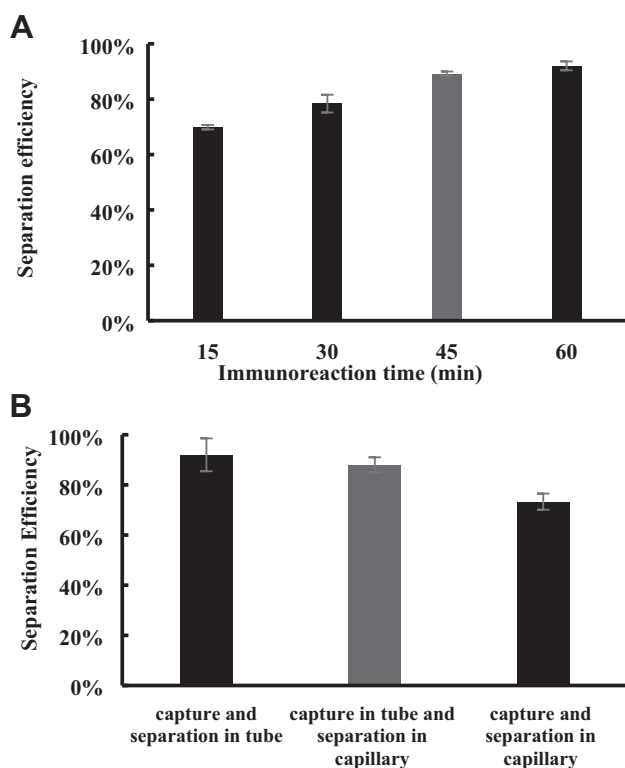 A
100%
80%
60%
40%
20%
0%
Separation efficiency
15 30 45 60
Immunoreaction time (min)
B
100%
80%
60%
40%
20%
0%
Separation Efficiency
capture and capture in tube and capture and
separation in tube separation in separation in
capillary capillary